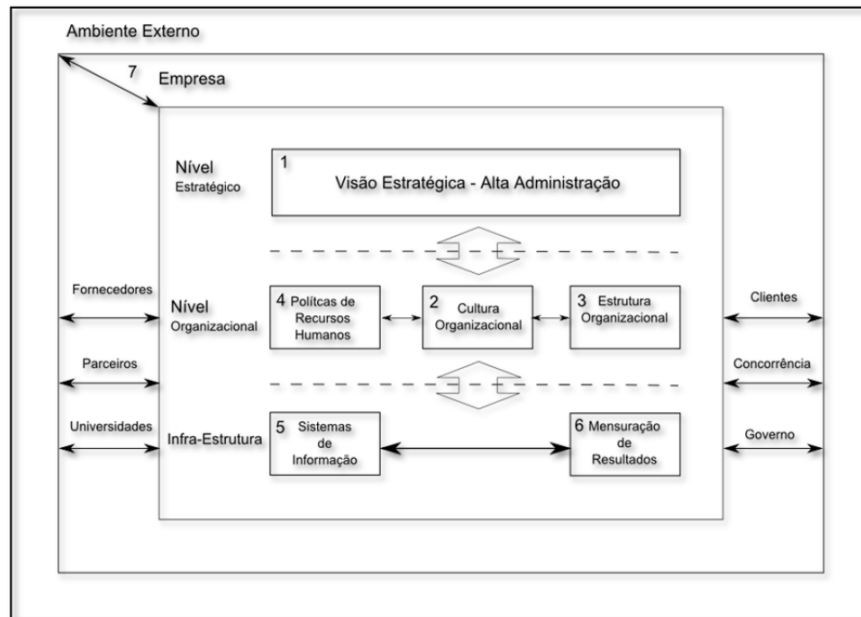 Ambiente Externo
7
Empresa
Nível
Estratégico
1
Visão Estratégica - Alta Administração
Fornecedores
Parceiros
Universidades
Nível
Organizacional
4 Polítcas de
Recursos
Humanos
2 Cultura
Organizacional
3 Estrutura
Organizacional
Infra-Estrutura
5 Sistemas
de
Informação
6 Mensuração
de
Resultados
Clientes
Concorrência
Governo